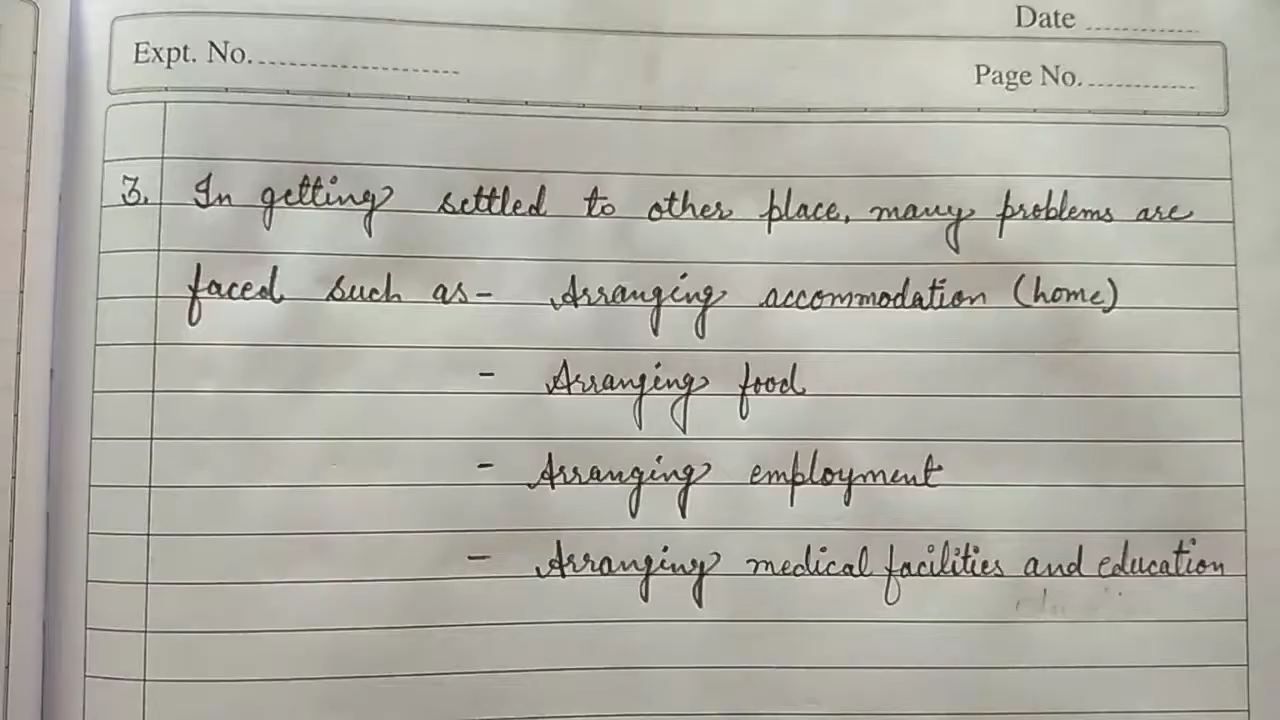 Date ............
Expt. No.....................
Page No.............
3. In getting settled to other place, many problems are
faced such as - Arranging accommodation (home)
- Arranging food
- Arranging employment
- Arranging medical facilities and education